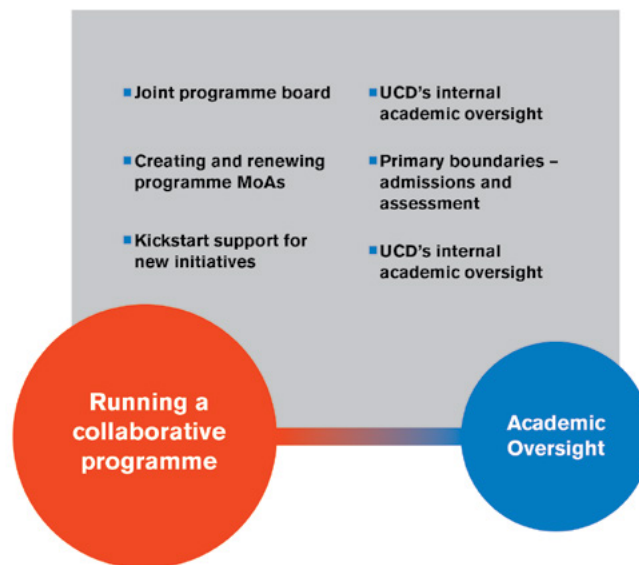 Joint programme board
Creating and renewing
programme MoAs
Kickstart support for
new initiatives
UCD’s internal
academic oversight
Primary boundaries –
admissions and
assessment
UCD’s internal
academic oversight
Running a
collaborative
programme
Academic
Oversight